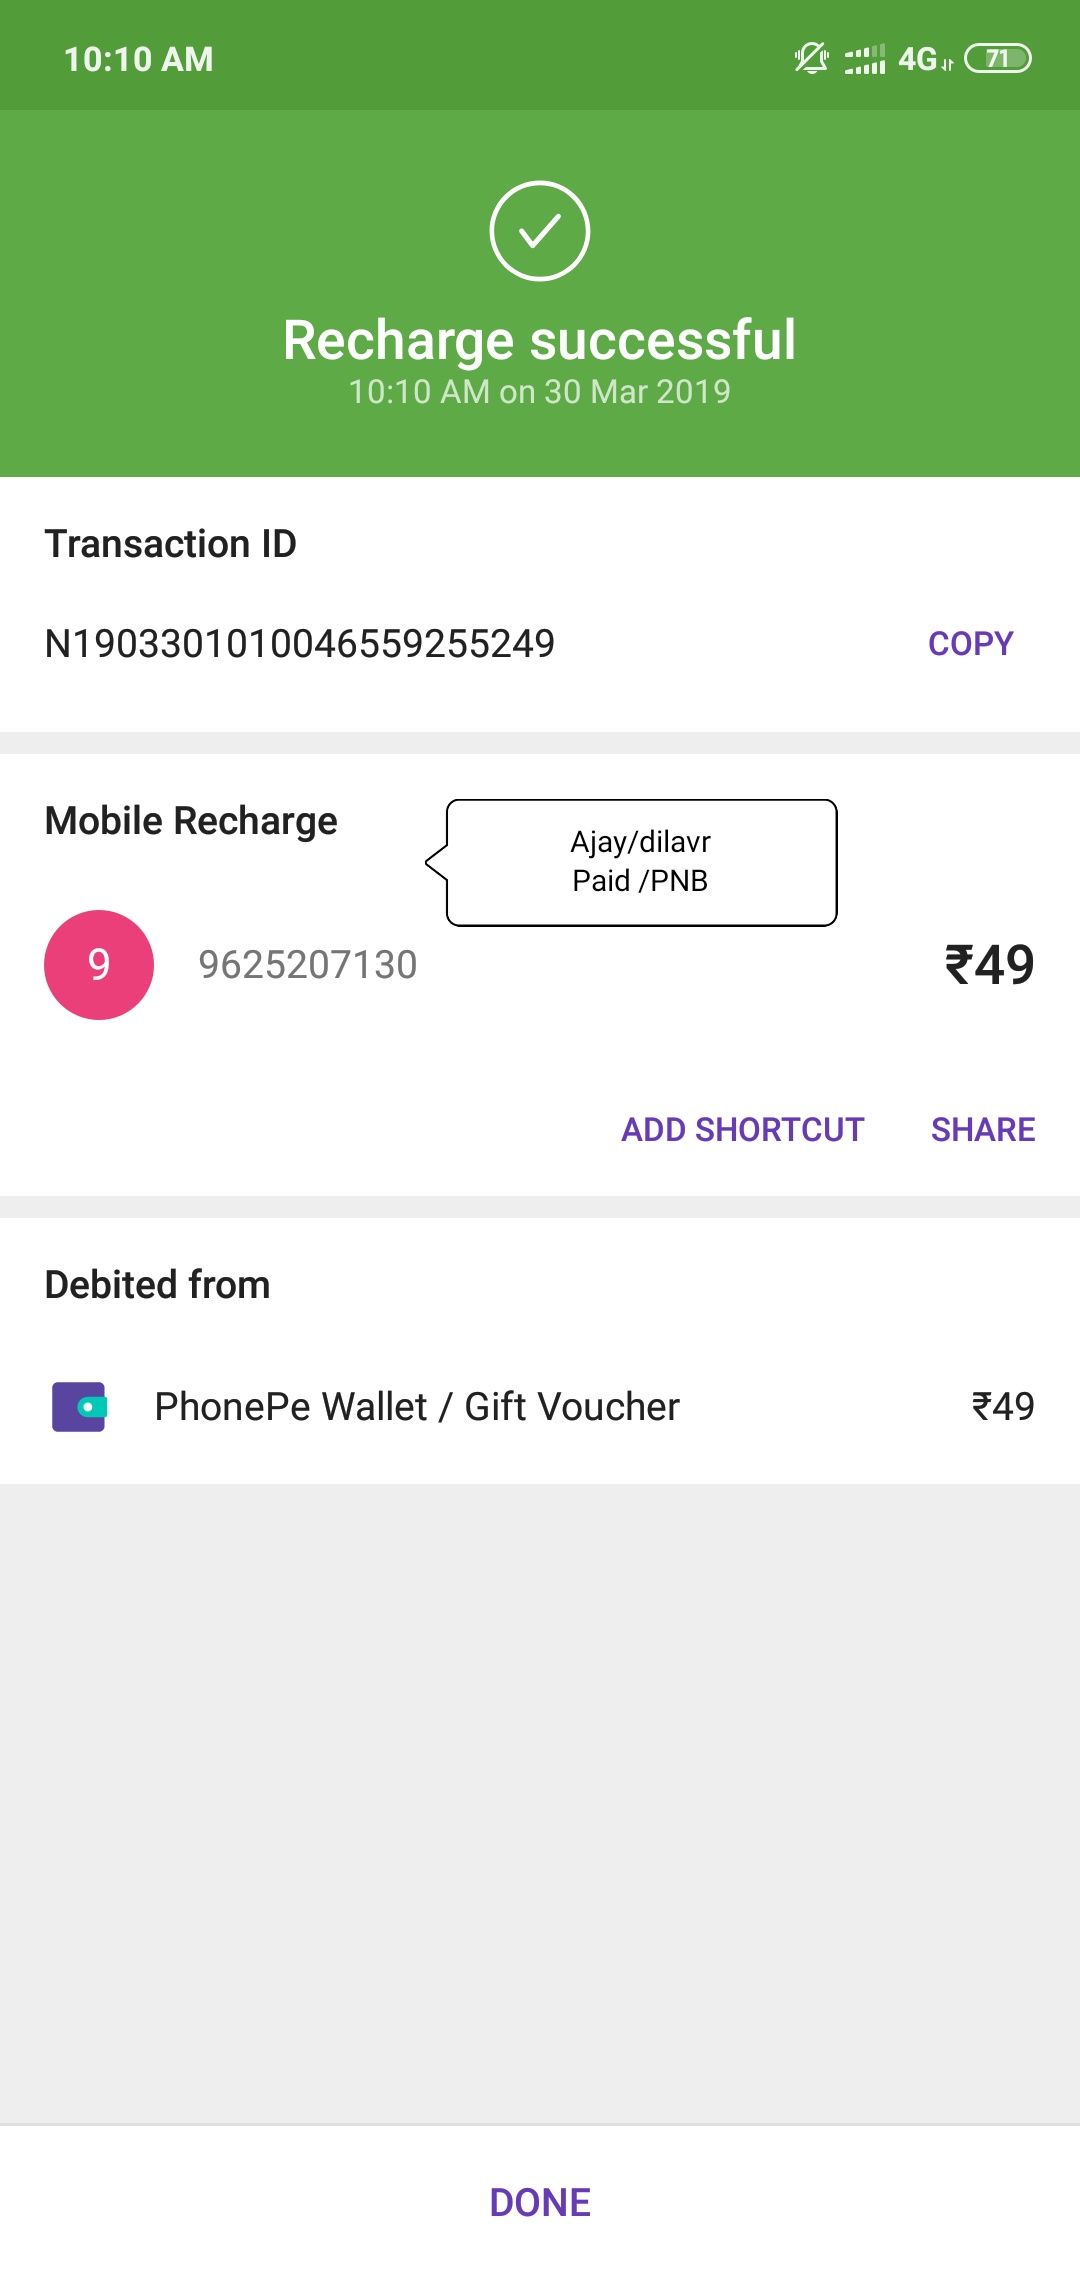 10:10 AM 4G 71
Recharge successful
10:10 AM on 30 Mar 2019
Transaction ID
N1903301010046559255249 COPY
Mobile Recharge
Ajay/dilavr
Paid /PNB
9 9625207130 ₹49
ADD SHORTCUT SHARE
Debited from
PhonePe Wallet / Gift Voucher ₹49
DONE